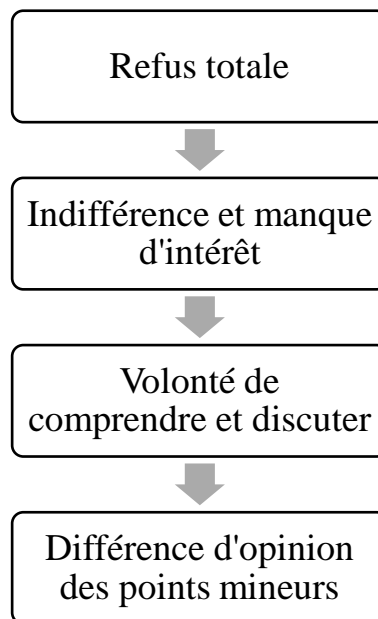 Refus totale
Indifférence et manque
d'intérêt
Volonté de
comprendre et discuter
Différence d'opinion
des points mineurs